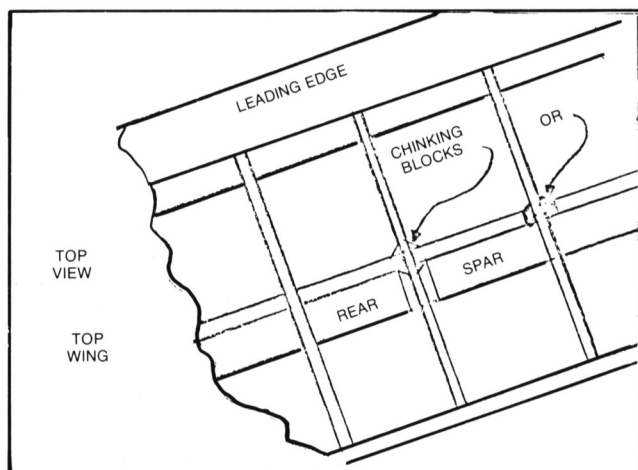 LEADING EDGE
CHINKING
BLOCKS
OR
TOP
VIEW
REAR
SPAR
TOP
WING